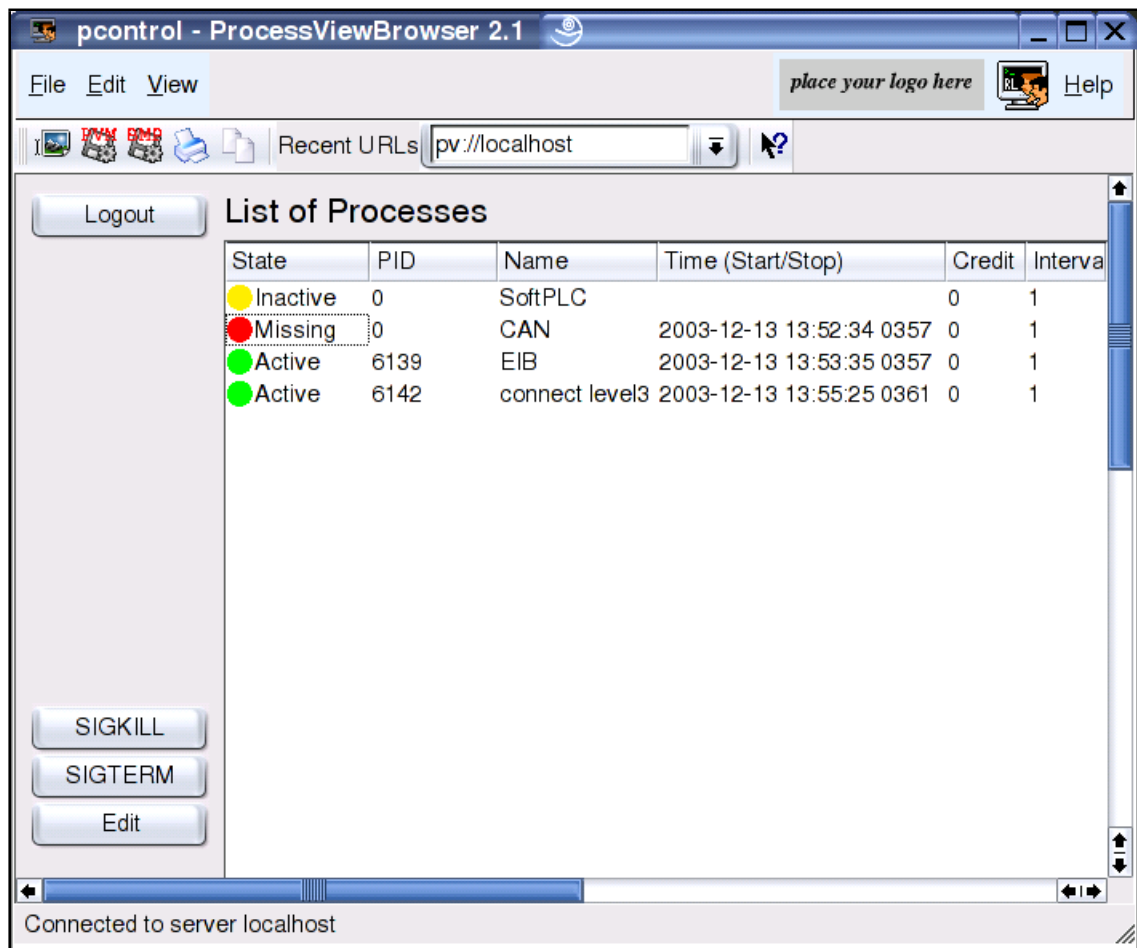 pcontrol - ProcessViewBrowser 2.1
File Edit View place your logo here RL Help
PVM BMP Recent URLs pv://localhost ?
Logout
List of Processes
State PID Name Time (Start/Stop) Credit Interva
Inactive 0 SoftPLC 0 1
Missing 0 CAN 2003-12-13 13:52:34 0357 0 1
Active 6139 EIB 2003-12-13 13:53:35 0357 0 1
Active 6142 connect level3 2003-12-13 13:55:25 0361 0 1
SIGKILL
SIGTERM
Edit
Connected to server localhost